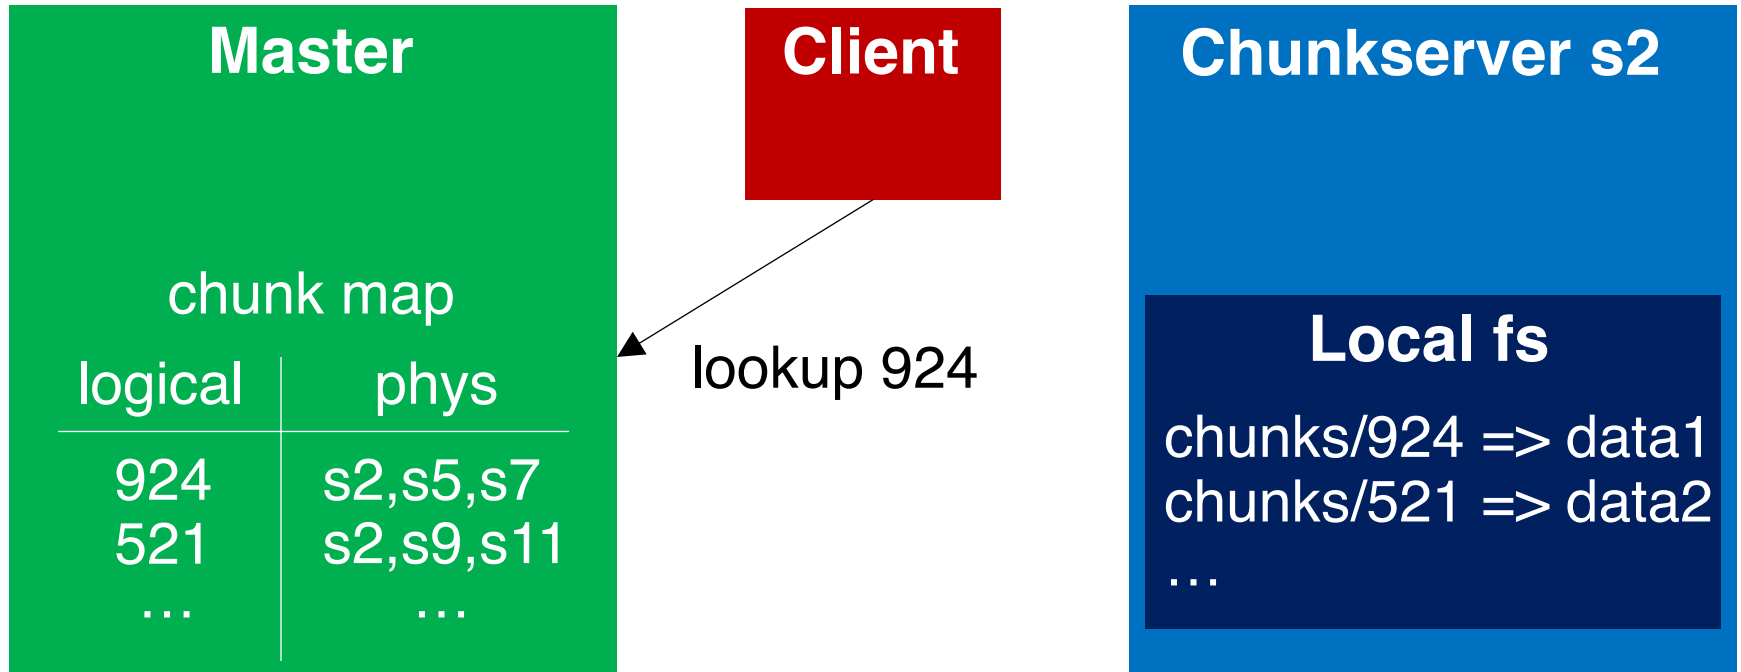 Master
chunk map
logical phys
924 s2,s5,s7
521 s2,s9,s11
… …
Client
lookup 924
Chunkserver s2
Local fs
chunks/924 => data1
chunks/521 => data2
…